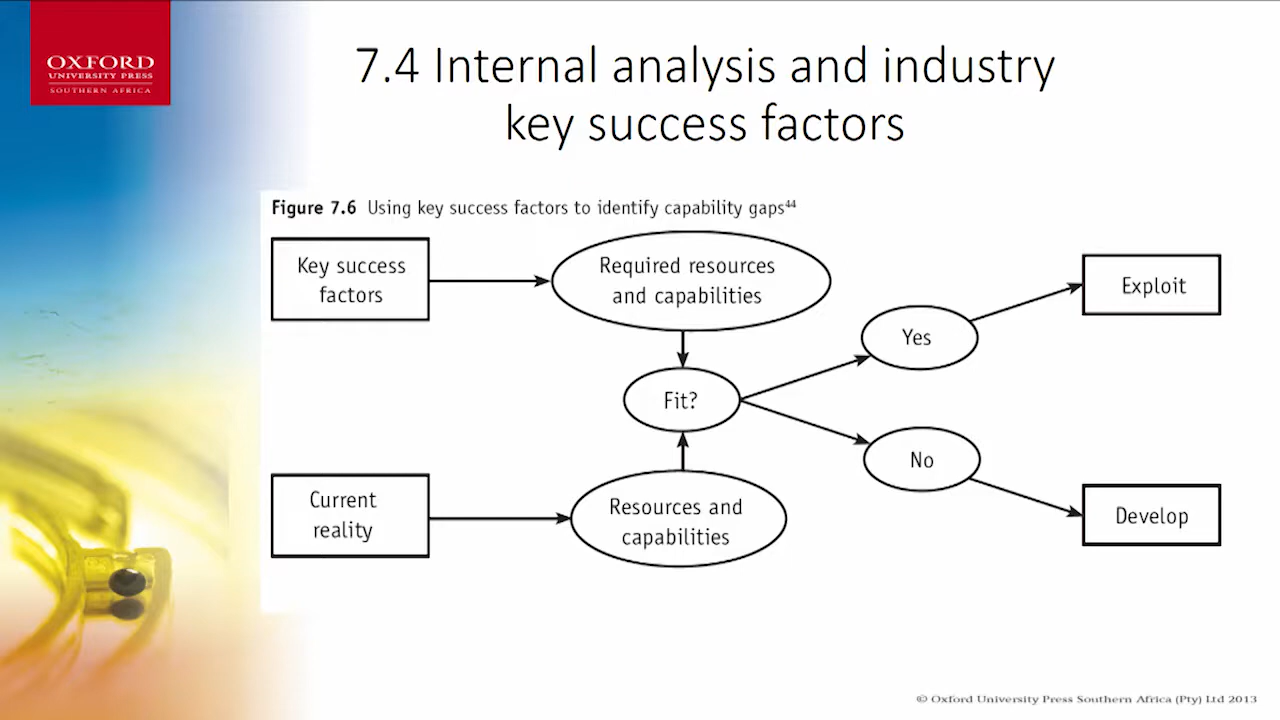 OXFORD
UNIVERSITY PRESS
SOUTHERN AFRICA
7.4 Internal analysis and industry
key success factors
Figure 7.6 Using key success factors to identify capability gaps⁴⁴
Key success
factors
Required resources
and capabilities
Exploit
Yes
Fit?
No
Current
reality
Resources and
capabilities
Develop
© Oxford University Press Southern Africa (Pty) Ltd 2013